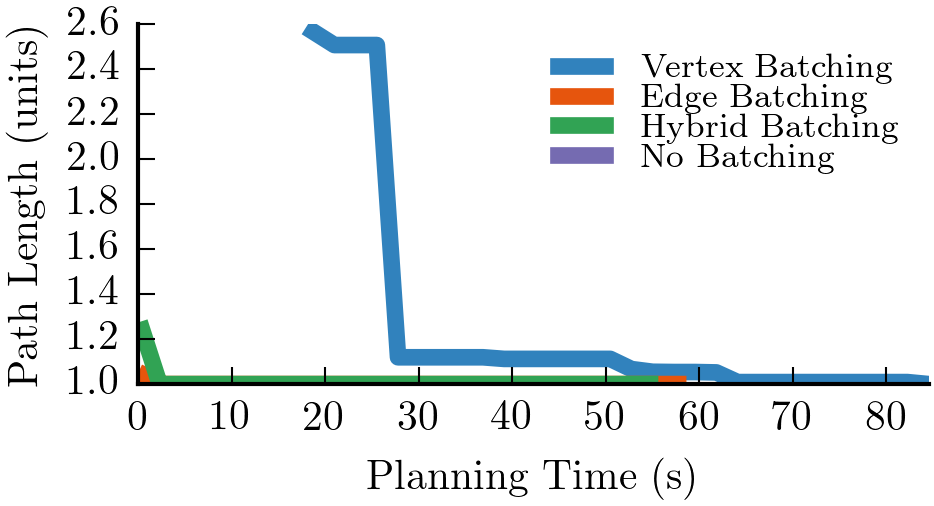 Path Length (units)
2.6
2.4
2.2
2.0
1.8
1.6
1.4
1.2
1.0
Vertex Batching
Edge Batching
Hybrid Batching
No Batching
0 10 20 30 40 50 60 70 80
Planning Time (s)